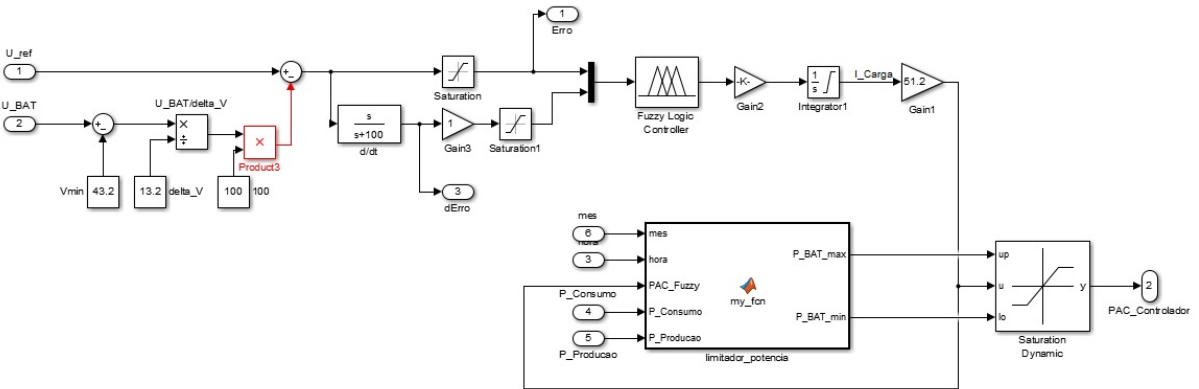 1
Erro
U_ref
1
+
-
Saturation
Fuzzy Logic
Controller
-K-
Gain2
1
s
Integrator1
I_Carga
51.2
Gain1
U_BAT
2
+
-
U_BAT/delta_V
×
÷
×
Product3
s
s+100
d/dt
1
Gain3
Saturation1
Vmin
43.2
13.2
delta_V
100
100
3
dErro
mes
6
mes
hora
3
hora
PAC_Fuzzy
P_Consumo
4
P_Consumo
5
P_Producao
P_Producao
my_fcn
P_BAT_max
P_BAT_min
limitador_potencia
up
u
lo
y
Saturation
Dynamic
2
PAC_Controlador